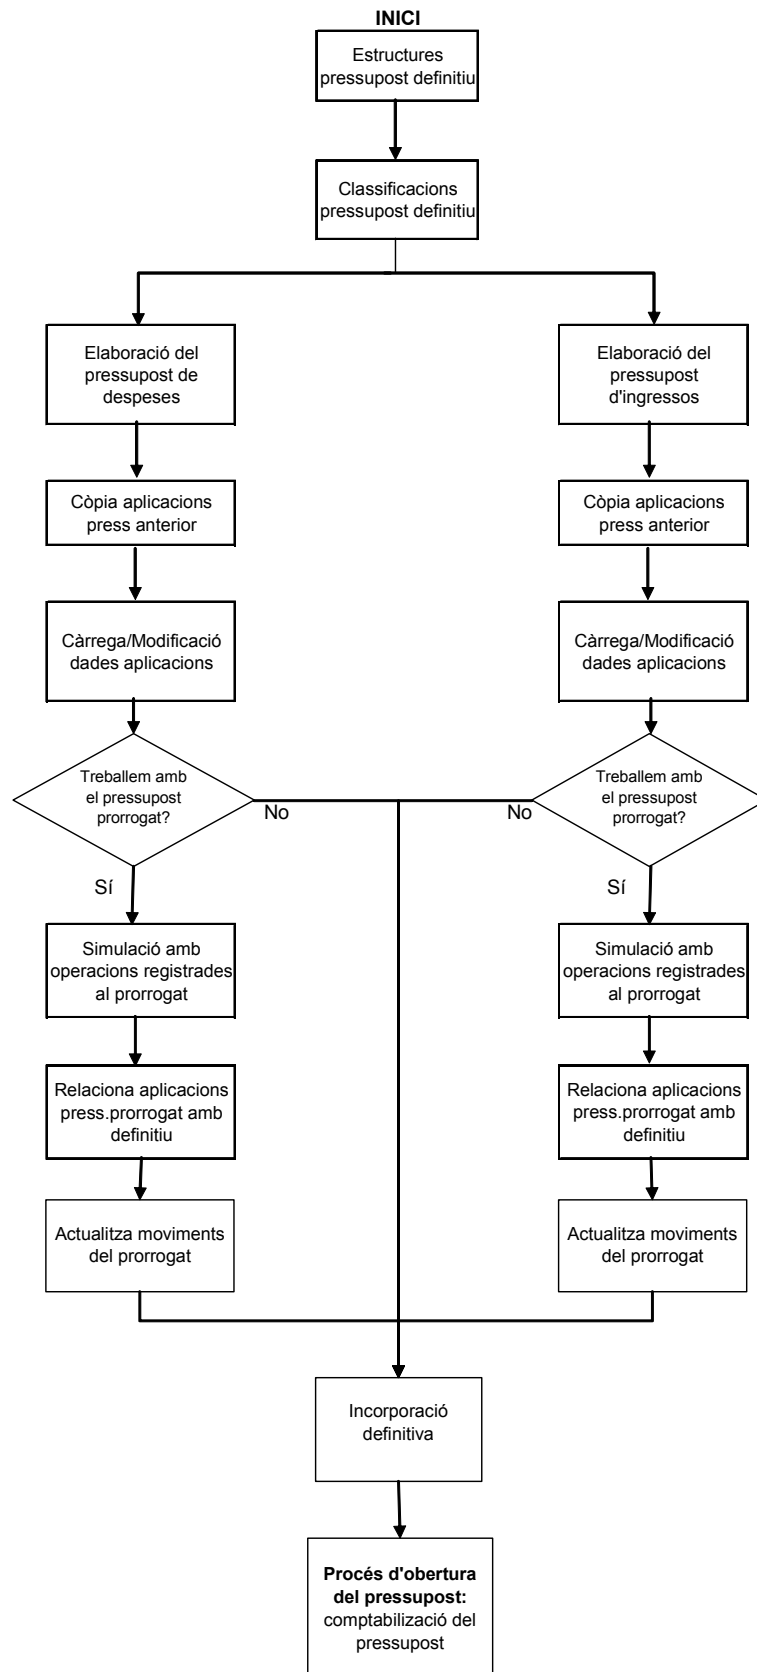 INICI
Estructures
pressupost definitiu
Classificacions
pressupost definitiu
Elaboració del
pressupost de
despeses
Elaboració del
pressupost
d'ingressos
Còpia aplicacions
press anterior
Còpia aplicacions
press anterior
Càrrega/Modificació
dades aplicacions
Càrrega/Modificació
dades aplicacions
Treballem amb
el pressupost
prorrogat?
Treballem amb
el pressupost
prorrogat?
No
No
Sí
Sí
Simulació amb
operacions registrades
al prorrogat
Simulació amb
operacions registrades
al prorrogat
Relaciona aplicacions
press.prorrogat amb
definitiu
Relaciona aplicacions
press.prorrogat amb
definitiu
Actualitza moviments
del prorrogat
Actualitza moviments
del prorrogat
Incorporació
definitiva
Procés d'obertura
del pressupost:
comptabilizació del
pressupost